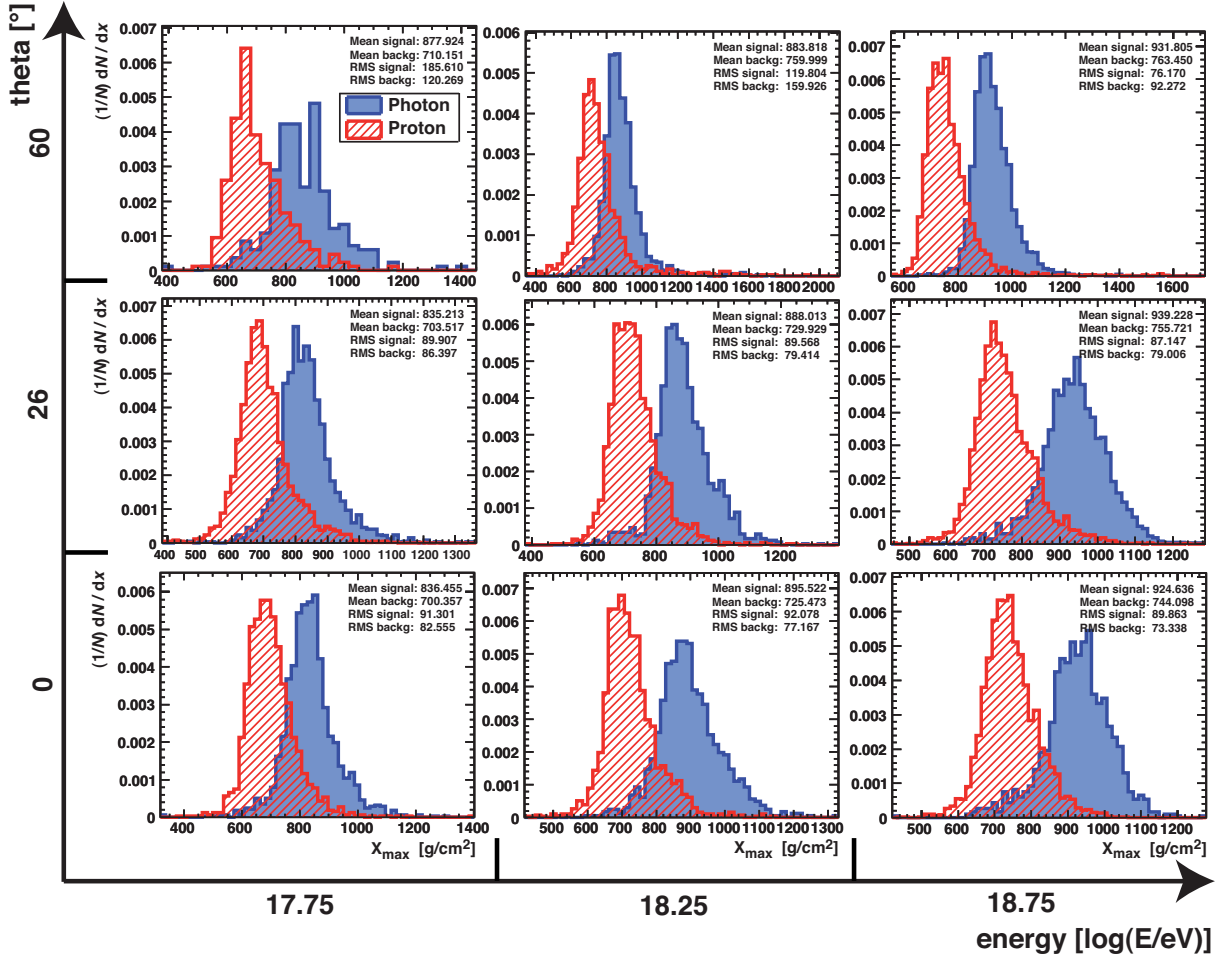 theta [°]
60
26
0
(1/N) dN / dx
0.007
0.006
0.005
0.004
0.003
0.002
0.001
0
400 600 800 1000 1200 1400
Mean signal: 877.924
Mean backg: 710.151
RMS signal: 185.610
RMS backg: 120.269
Photon
Proton
0.006
0.005
0.004
0.003
0.002
0.001
0
400 600 800 1000 1200 1400 1600 1800 2000
Mean signal: 883.818
Mean backg: 759.999
RMS signal: 119.804
RMS backg: 159.926
0.007
0.006
0.005
0.004
0.003
0.002
0.001
0
600 800 1000 1200 1400 1600
Mean signal: 931.805
Mean backg: 763.450
RMS signal: 76.170
RMS backg: 92.272
(1/N) dN / dx
0.007
0.006
0.005
0.004
0.003
0.002
0.001
0
400 500 600 700 800 900 1000 1100 1200 1300
Mean signal: 835.213
Mean backg: 703.517
RMS signal: 89.907
RMS backg: 86.397
0.006
0.005
0.004
0.003
0.002
0.001
0
400 600 800 1000 1200
Mean signal: 888.013
Mean backg: 729.929
RMS signal: 89.568
RMS backg: 79.414
0.007
0.006
0.005
0.004
0.003
0.002
0.001
0
500 600 700 800 900 1000 1100 1200
Mean signal: 939.228
Mean backg: 755.721
RMS signal: 87.147
RMS backg: 79.006
(1/N) dN / dx
0.006
0.005
0.004
0.003
0.002
0.001
0
400 600 800 1000 1200 1400
Mean signal: 836.455
Mean backg: 700.357
RMS signal: 91.301
RMS backg: 82.555
Xmax [g/cm²]
0.007
0.006
0.005
0.004
0.003
0.002
0.001
0
500 600 700 800 900 1000 1100 1200 1300
Mean signal: 895.522
Mean backg: 725.473
RMS signal: 92.078
RMS backg: 77.167
Xmax [g/cm²]
0.007
0.006
0.005
0.004
0.003
0.002
0.001
0
500 600 700 800 900 1000 1100 1200
Mean signal: 924.636
Mean backg: 744.098
RMS signal: 89.863
RMS backg: 73.338
Xmax [g/cm²]
17.75
18.25
18.75
energy [log(E/eV)]